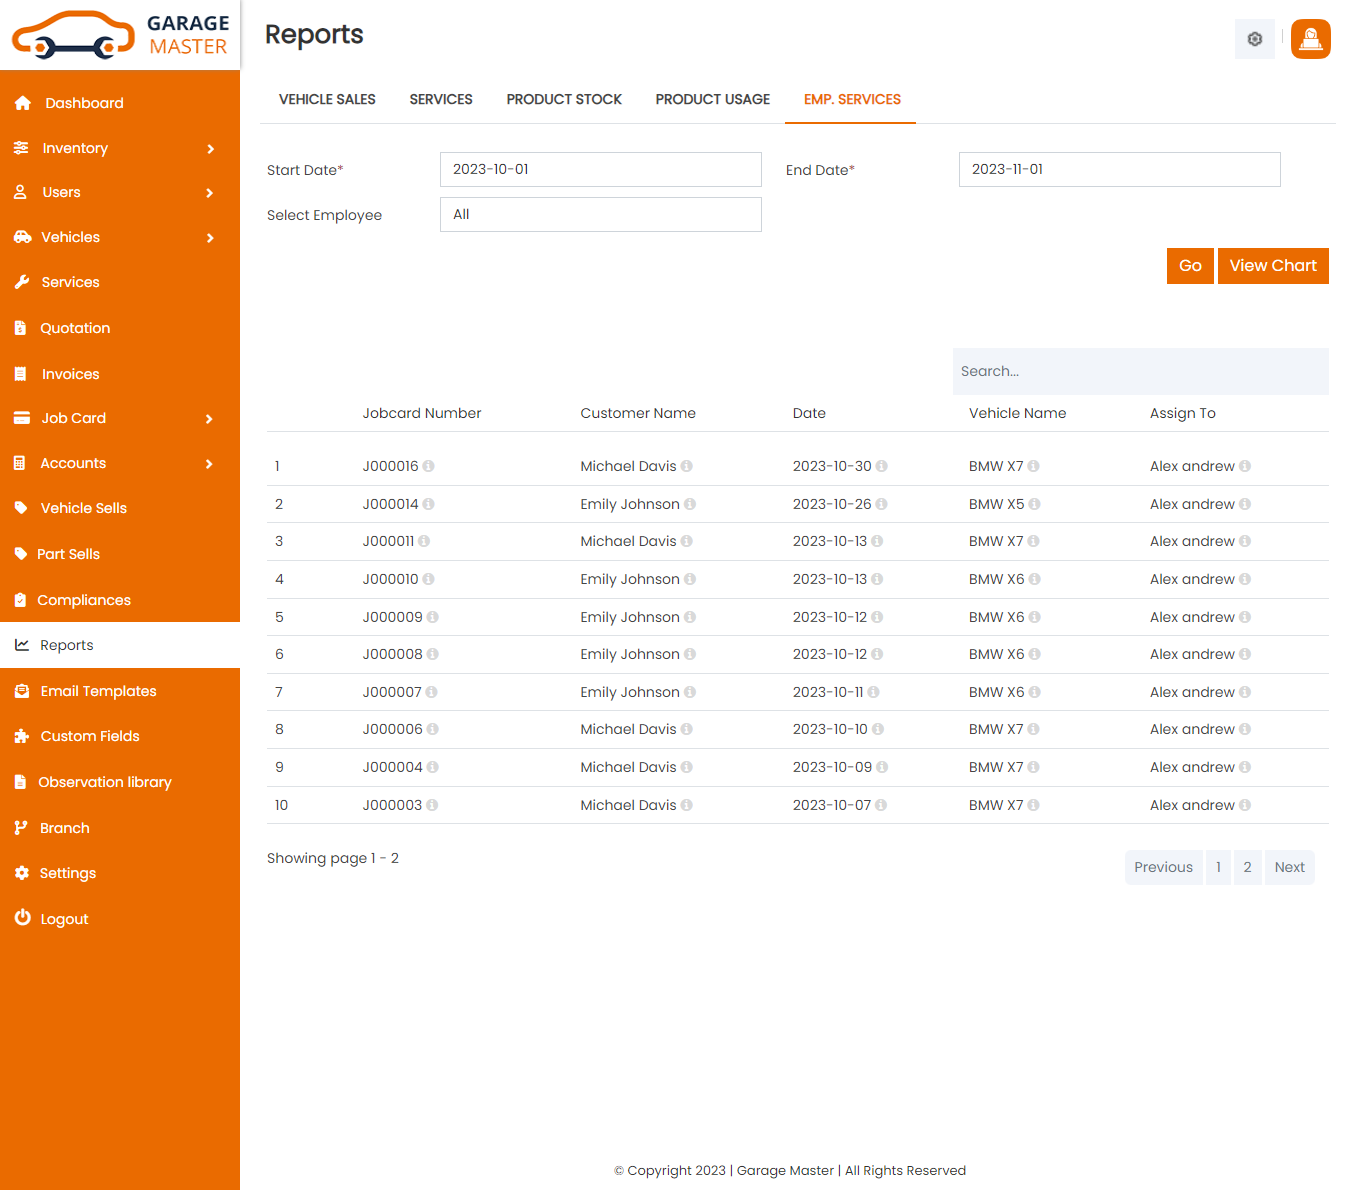 GARAGE
MASTER
Reports
Dashboard
Inventory
Users
Vehicles
Services
Quotation
Invoices
Job Card
Accounts
Vehicle Sells
Part Sells
Compliances
Reports
Email Templates
Custom Fields
Observation library
Branch
Settings
Logout
VEHICLE SALES SERVICES PRODUCT STOCK PRODUCT USAGE EMP. SERVICES
Start Date* 2023-10-01 End Date* 2023-11-01
Select Employee All
Go View Chart
Search...
Jobcard Number Customer Name Date Vehicle Name Assign To
1 J000016 Michael Davis 2023-10-30 BMW X7 Alex andrew
2 J000014 Emily Johnson 2023-10-26 BMW X5 Alex andrew
3 J000011 Michael Davis 2023-10-13 BMW X7 Alex andrew
4 J000010 Emily Johnson 2023-10-13 BMW X6 Alex andrew
5 J000009 Emily Johnson 2023-10-12 BMW X6 Alex andrew
6 J000008 Emily Johnson 2023-10-12 BMW X6 Alex andrew
7 J000007 Emily Johnson 2023-10-11 BMW X6 Alex andrew
8 J000006 Michael Davis 2023-10-10 BMW X7 Alex andrew
9 J000004 Michael Davis 2023-10-09 BMW X7 Alex andrew
10 J000003 Michael Davis 2023-10-07 BMW X7 Alex andrew
Showing page 1 - 2
Previous 1 2 Next
© Copyright 2023 | Garage Master | All Rights Reserved